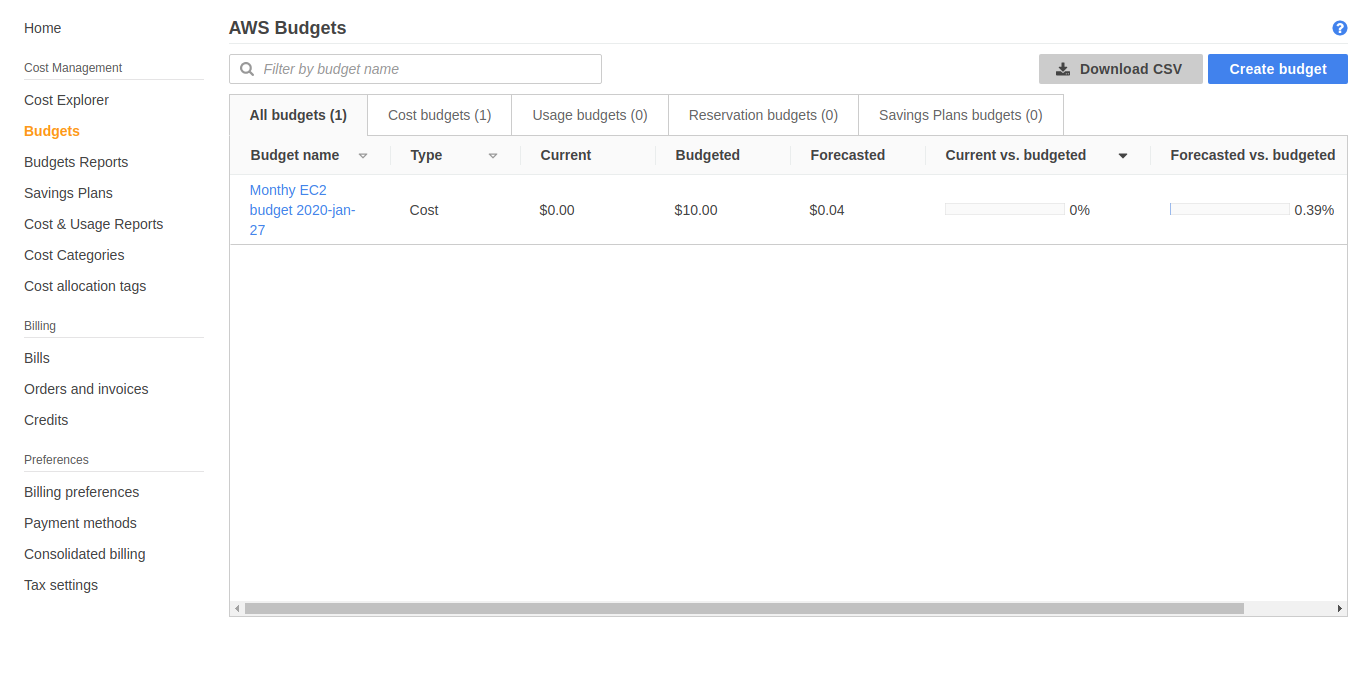 Home
Cost Management
Cost Explorer
Budgets
Budgets Reports
Savings Plans
Cost & Usage Reports
Cost Categories
Cost allocation tags
Billing
Bills
Orders and invoices
Credits
Preferences
Billing preferences
Payment methods
Consolidated billing
Tax settings
AWS Budgets
?
Filter by budget name
Download CSV
Create budget
All budgets (1)
Cost budgets (1)
Usage budgets (0)
Reservation budgets (0)
Savings Plans budgets (0)
Budget name
Type
Current
Budgeted
Forecasted
Current vs. budgeted
Forecasted vs. budgeted
Monthy EC2
budget 2020-jan-
27
Cost
$0.00
$10.00
$0.04
0%
0.39%